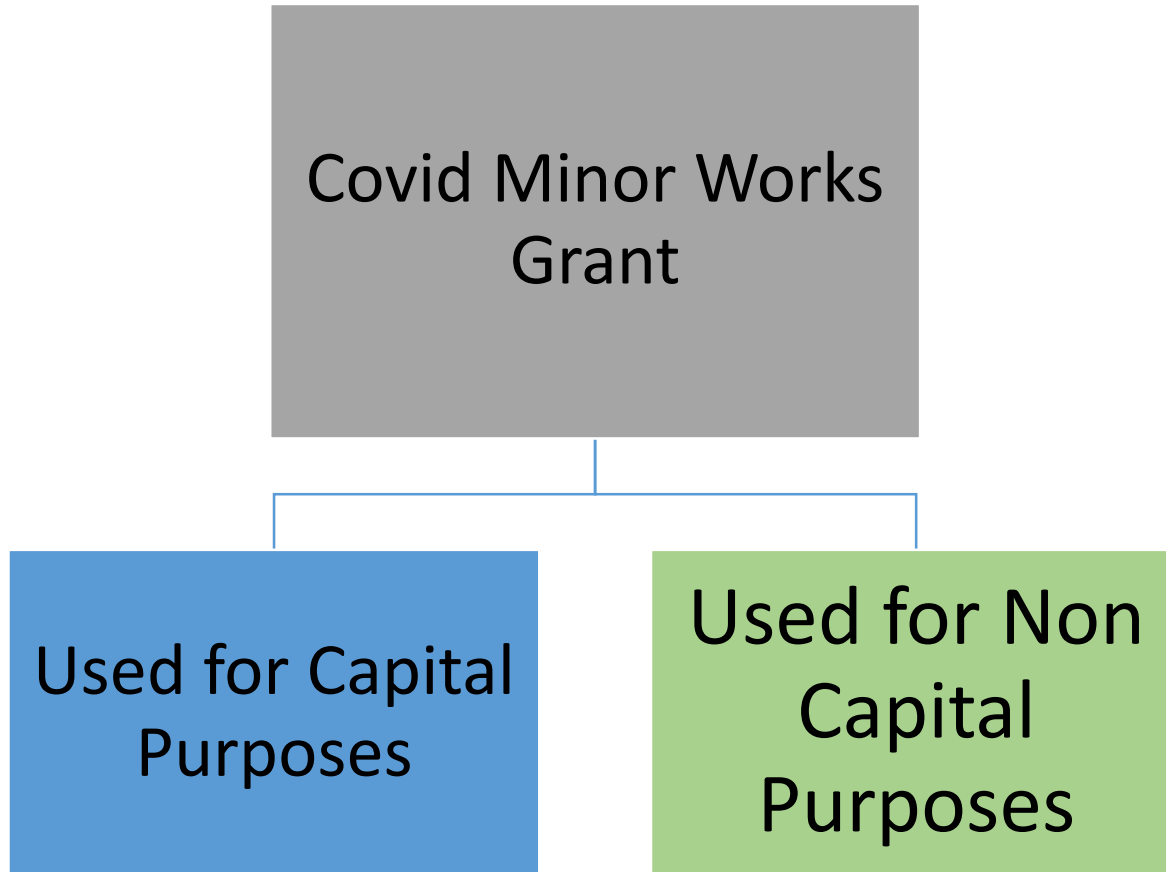 Covid Minor Works
Grant
Used for Capital
Purposes
Used for Non
Capital
Purposes